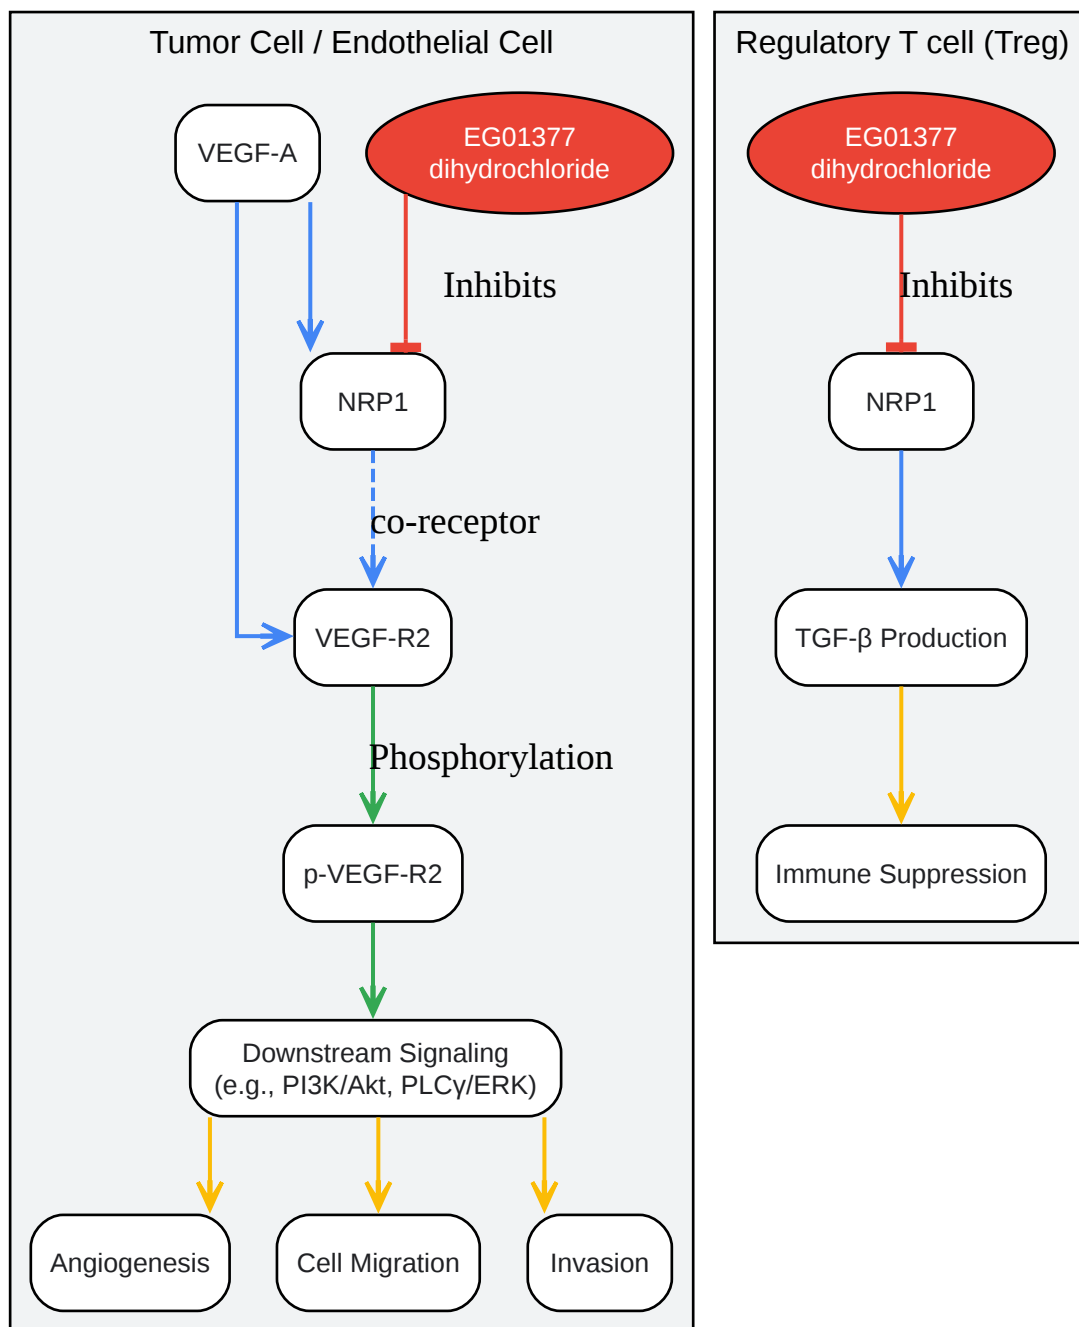 Tumor Cell / Endothelial Cell
VEGF-A
EG01377
dihydrochloride
Inhibits
NRP1
co-receptor
VEGF-R2
Phosphorylation
p-VEGF-R2
Downstream Signaling
(e.g., PI3K/Akt, PLCγ/ERK)
Angiogenesis
Cell Migration
Invasion
Regulatory T cell (Treg)
EG01377
dihydrochloride
Inhibits
NRP1
TGF-β Production
Immune Suppression